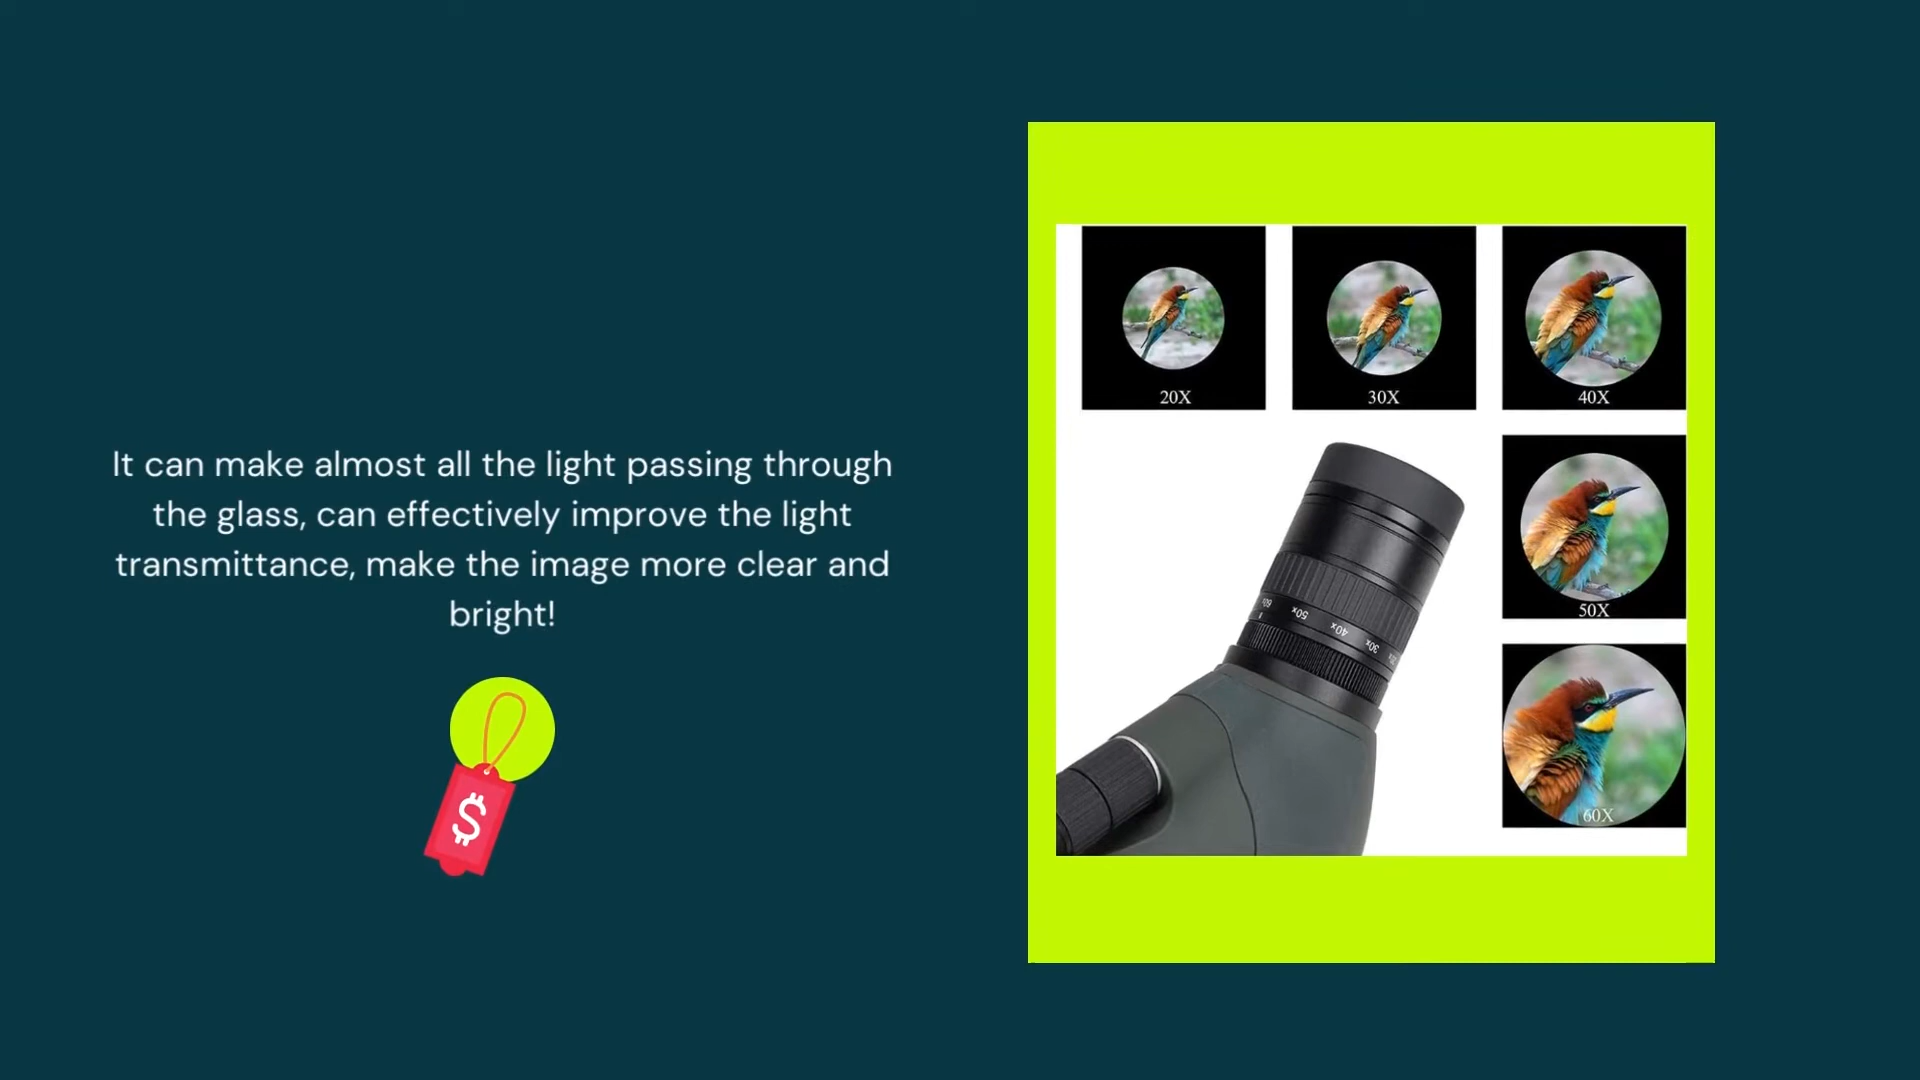 It can make almost all the light passing through
the glass, can effectively improve the light
transmittance, make the image more clear and
bright!
$
20X
30X
40X
50X
60X
60x
50x
40x
30x